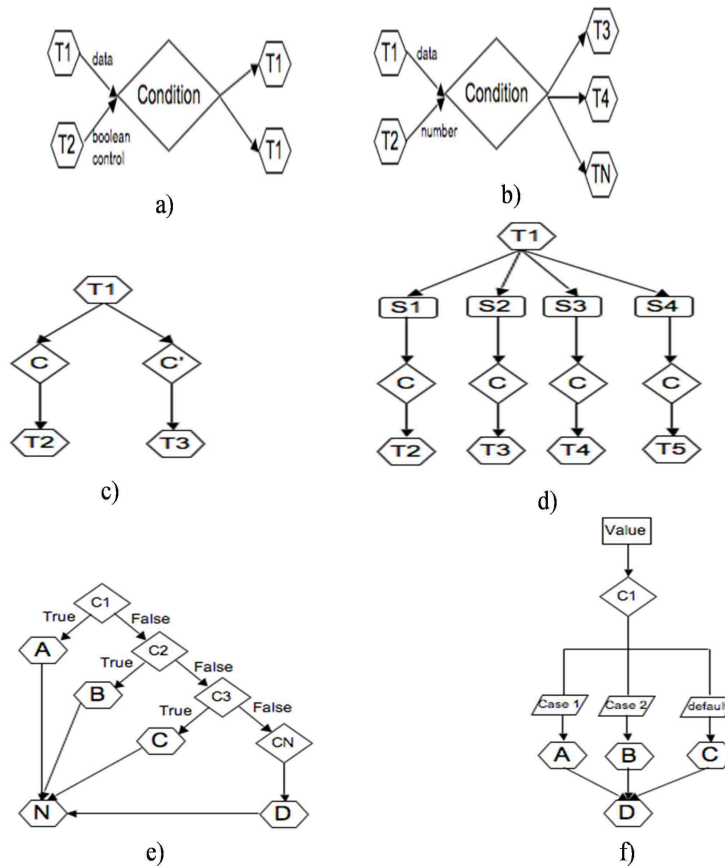 T1
data
Condition
T1
T2
boolean
control
T1
a)
T1
data
Condition
T3
T4
T2
number
TN
b)
T1
C
C'
T2
T3
c)
T1
S1 S2 S3 S4
C C C C
T2 T3 T4 T5
d)
C1
True False
A
C2
True False
B
C3
True False
C
CN
N
D
e)
Value
C1
Case 1 Case 2 default
A B C
D
f)